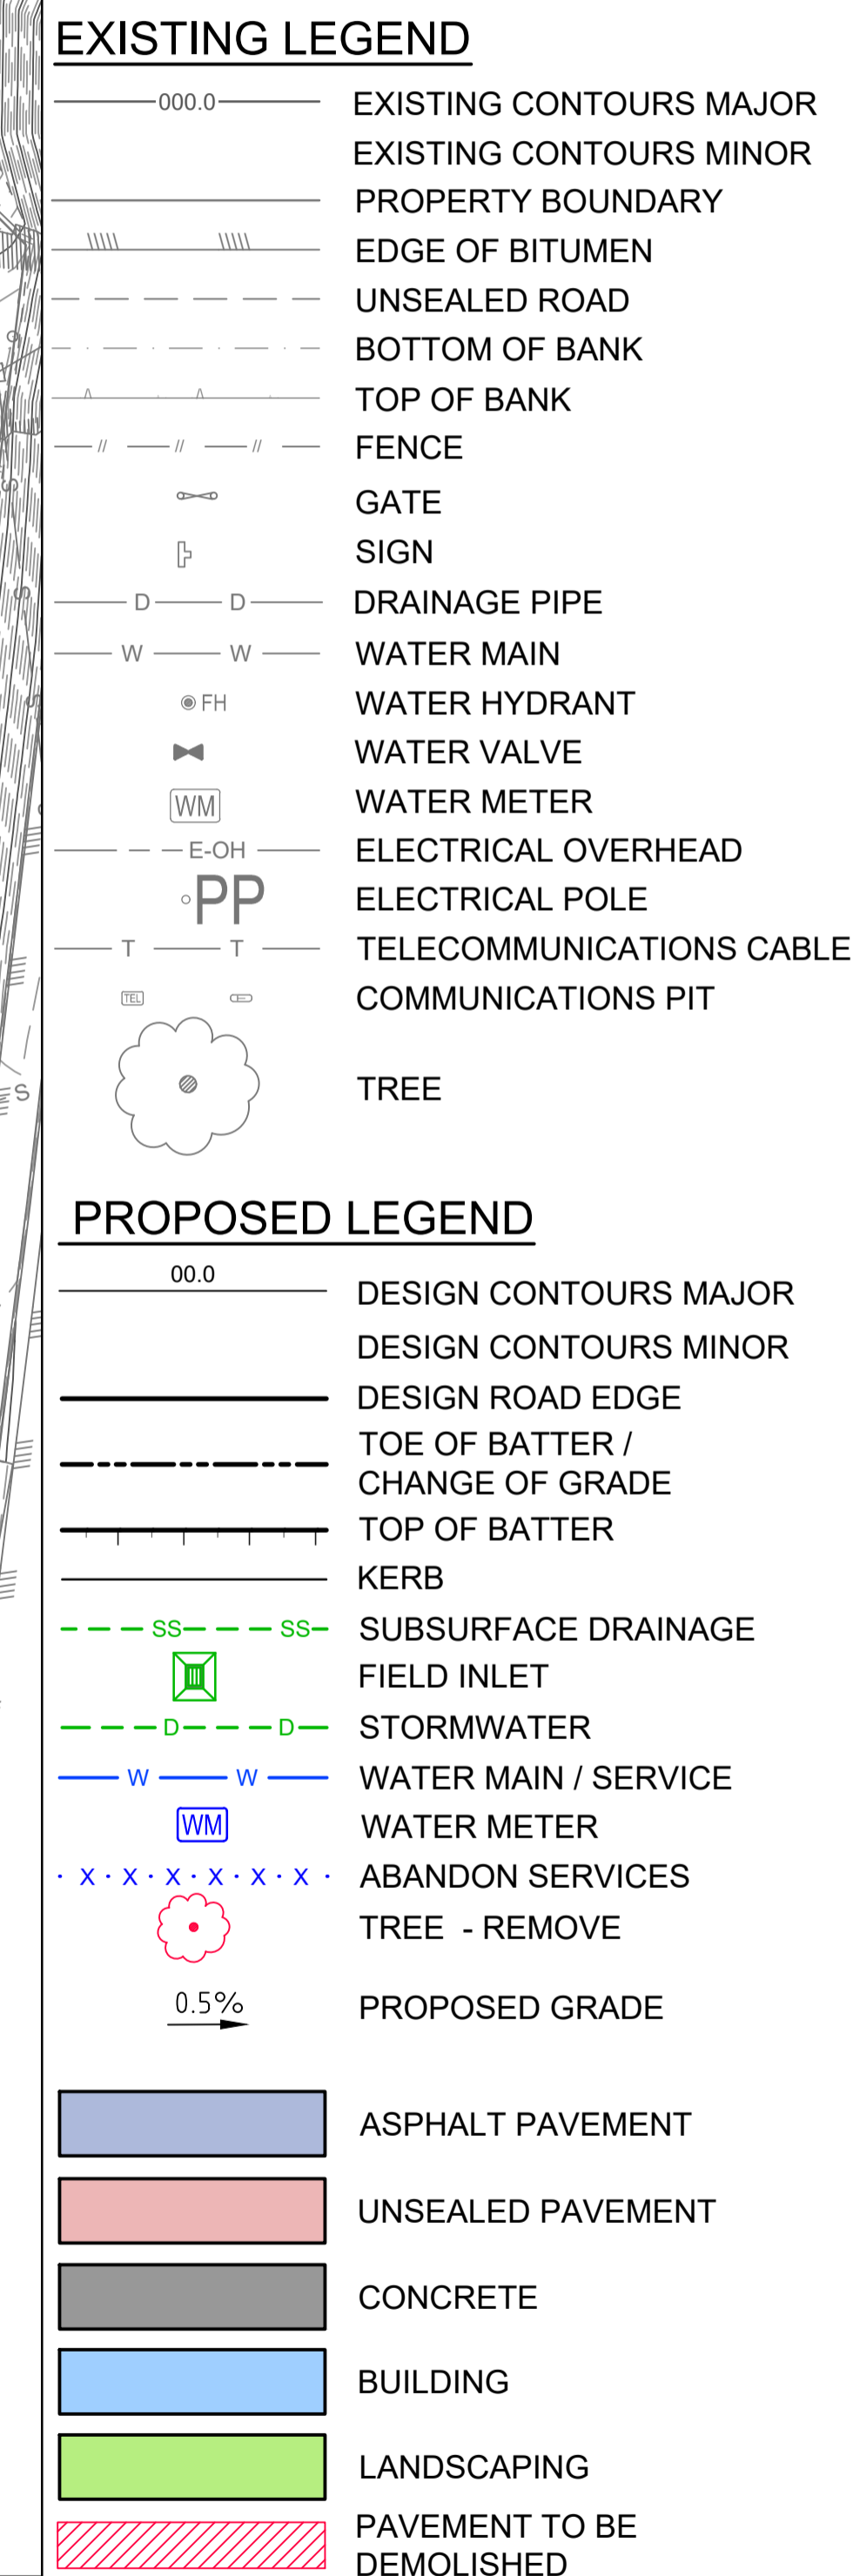 EXISTING LEGEND
000.0 EXISTING CONTOURS MAJOR
EXISTING CONTOURS MINOR
PROPERTY BOUNDARY
EDGE OF BITUMEN
UNSEALED ROAD
BOTTOM OF BANK
TOP OF BANK
FENCE
GATE
SIGN
D D DRAINAGE PIPE
W W WATER MAIN
FH WATER HYDRANT
WATER VALVE
WM WATER METER
E-OH ELECTRICAL OVERHEAD
PP ELECTRICAL POLE
T T TELECOMMUNICATIONS CABLE
TEL COMMUNICATIONS PIT
TREE
S
S
S
S
PROPOSED LEGEND
00.0 DESIGN CONTOURS MAJOR
DESIGN CONTOURS MINOR
DESIGN ROAD EDGE
TOE OF BATTER /
CHANGE OF GRADE
TOP OF BATTER
KERB
SS SS SUBSURFACE DRAINAGE
FIELD INLET
D D STORMWATER
W W WATER MAIN / SERVICE
WM WATER METER
X X X X X X ABANDON SERVICES
TREE - REMOVE
0.5% PROPOSED GRADE
ASPHALT PAVEMENT
UNSEALED PAVEMENT
CONCRETE
BUILDING
LANDSCAPING
PAVEMENT TO BE
DEMOLISHED